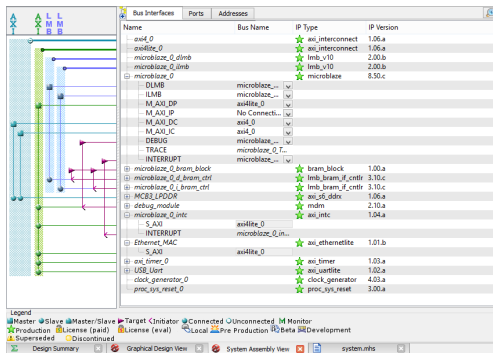 A A L L
X X M M
I I B B
Bus Interfaces Ports Addresses
Name Bus Name IP Type IP Version
axi4_0 axi_interconnect 1.06.a
axi4lite_0 axi_interconnect 1.06.a
microblaze_0_dlmb lmb_v10 2.00.b
microblaze_0_ilmb lmb_v10 2.00.b
microblaze_0 microblaze 8.50.c
DLMB microblaze_...
ILMB microblaze_...
M_AXI_DP axi4lite_0
M_AXI_IP No Connecti...
M_AXI_DC axi4_0
M_AXI_IC axi4_0
DEBUG microblaze_...
TRACE microblaze_0_T...
INTERRUPT microblaze_...
microblaze_0_bram_block bram_block 1.00.a
microblaze_0_d_bram_ctrl lmb_bram_if_cntlr 3.10.c
microblaze_0_i_bram_ctrl lmb_bram_if_cntlr 3.10.c
MCB3_LPDDR axi_s6_ddrx 1.06.a
debug_module mdm 2.10.a
microblaze_0_intc axi_intc 1.04.a
S_AXI axi4lite_0
INTERRUPT microblaze_0_in...
Ethernet_MAC axi_ethernetlite 1.01.b
S_AXI axi4lite_0
axi_timer_0 axi_timer 1.03.a
USB_Uart axi_uartlite 1.02.a
clock_generator_0 clock_generator 4.03.a
proc_sys_reset_0 proc_sys_reset 3.00.a
Legend
Master Slave Master/Slave Target Initiator Connected Unconnected M Monitor
Production License (paid) License (eval) Local Pre Production Beta Development
Superseded Discontinued
Design Summary Graphical Design View System Assembly View system.mhs